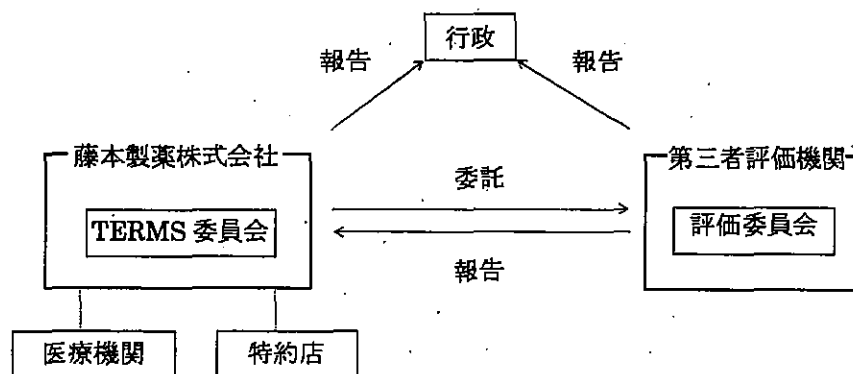 行政
報告
報告
藤本製薬株式会社
第三者評価機関
委託
TERMS 委員会
評価委員会
報告
医療機関
特約店